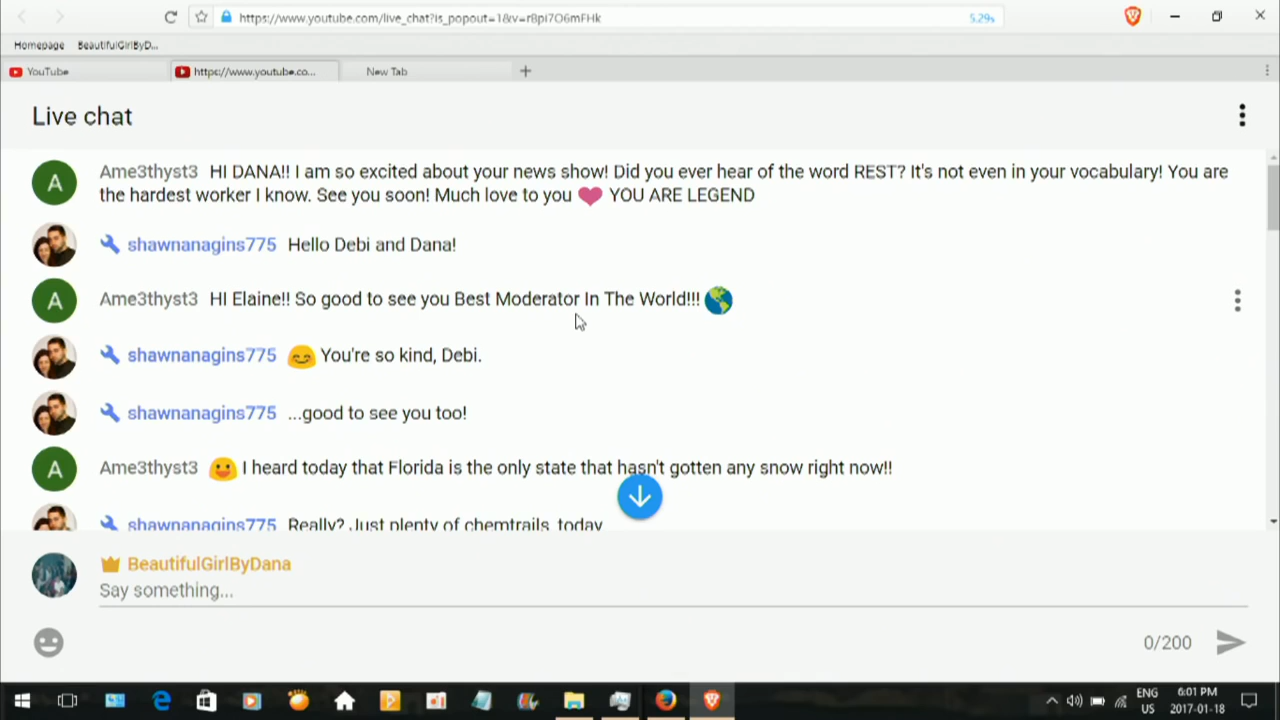 https://www.youtube.com/live_chat?is_popout=1&v=r8pi7O6mFHk
5.29s
Homepage BeautifulGirlByD...
YouTube https://www.youtube.co... New Tab
Live chat
A Ame3thyst3 HI DANA!! I am so excited about your news show! Did you ever hear of the word REST? It's not even in your vocabulary! You are
the hardest worker I know. See you soon! Much love to you YOU ARE LEGEND
shawnanagins775 Hello Debi and Dana!
A Ame3thyst3 HI Elaine!! So good to see you Best Moderator In The World!!!
shawnanagins775 You're so kind, Debi.
shawnanagins775 ...good to see you too!
A Ame3thyst3 I heard today that Florida is the only state that hasn't gotten any snow right now!!
shawnanagins775 Really? Just plenty of chemtrails today
BeautifulGirlByDana
Say something...
0/200
ENG 6:01 PM
US 2017-01-18